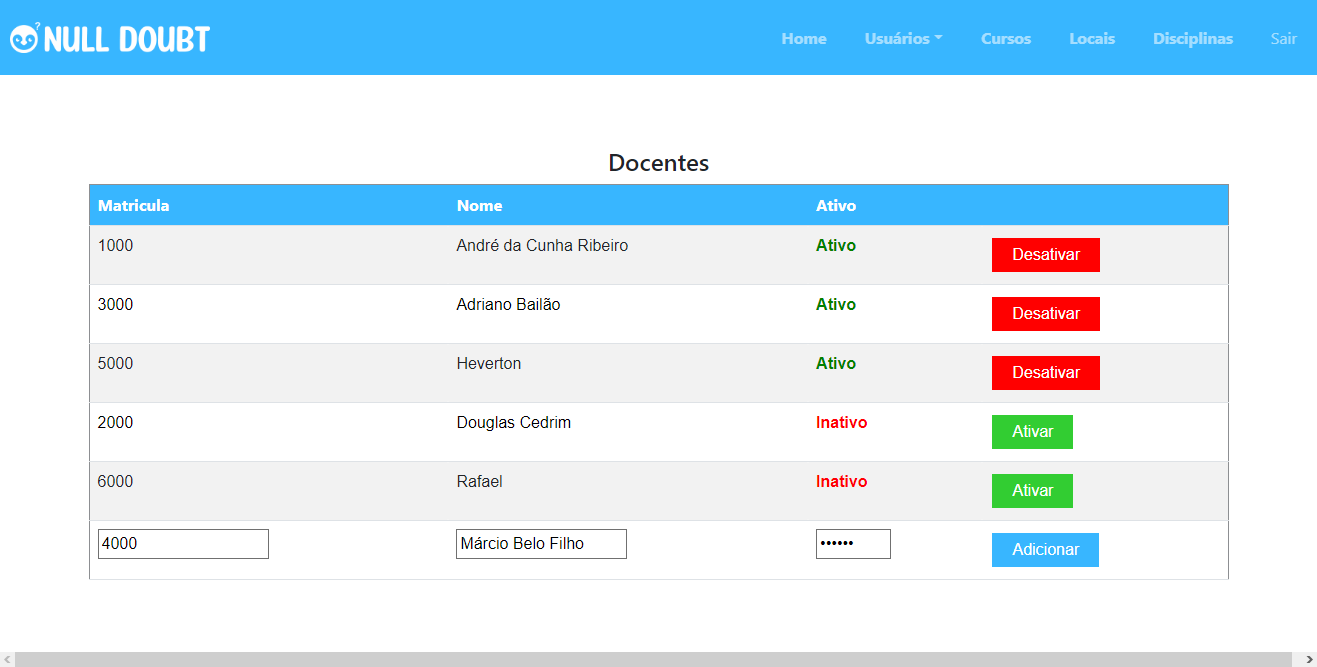 ? NULL DOUBT Home Usuários Cursos Locais Disciplinas Sair
Docentes
Matricula Nome Ativo
1000 André da Cunha Ribeiro Ativo Desativar
3000 Adriano Bailão Ativo Desativar
5000 Heverton Ativo Desativar
2000 Douglas Cedrim Inativo Ativar
6000 Rafael Inativo Ativar
4000 Márcio Belo Filho •••••• Adicionar